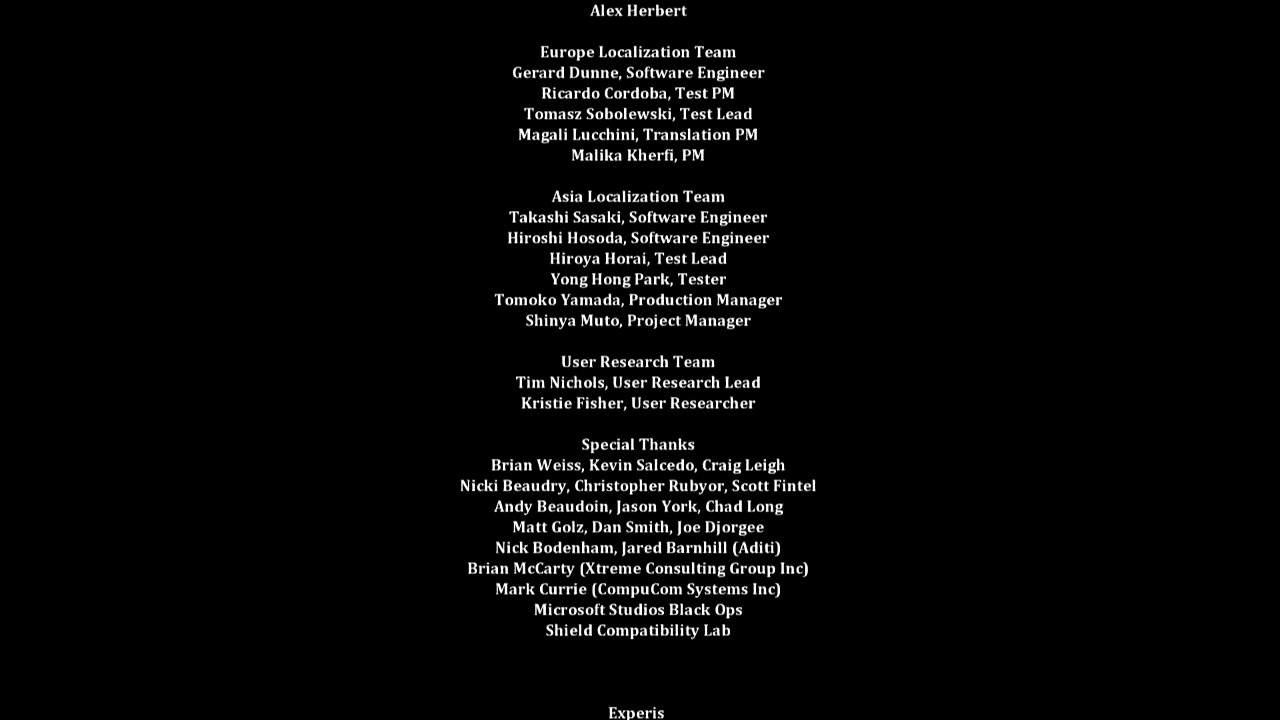 Alex Herbert
Europe Localization Team
Gerard Dunne, Software Engineer
Ricardo Cordoba, Test PM
Tomasz Sobolewski, Test Lead
Magali Lucchini, Translation PM
Malika Kherfi, PM
Asia Localization Team
Takashi Sasaki, Software Engineer
Hiroshi Hosoda, Software Engineer
Hiroya Horai, Test Lead
Yong Hong Park, Tester
Tomoko Yamada, Production Manager
Shinya Muto, Project Manager
User Research Team
Tim Nichols, User Research Lead
Kristie Fisher, User Researcher
Special Thanks
Brian Weiss, Kevin Salcedo, Craig Leigh
Nicki Beaudry, Christopher Rubyor, Scott Fintel
Andy Beaudoin, Jason York, Chad Long
Matt Golz, Dan Smith, Joe Djorgee
Nick Bodenham, Jared Barnhill (Aditi)
Brian McCarty (Xtreme Consulting Group Inc)
Mark Currie (CompuCom Systems Inc)
Microsoft Studios Black Ops
Shield Compatibility Lab
Experis